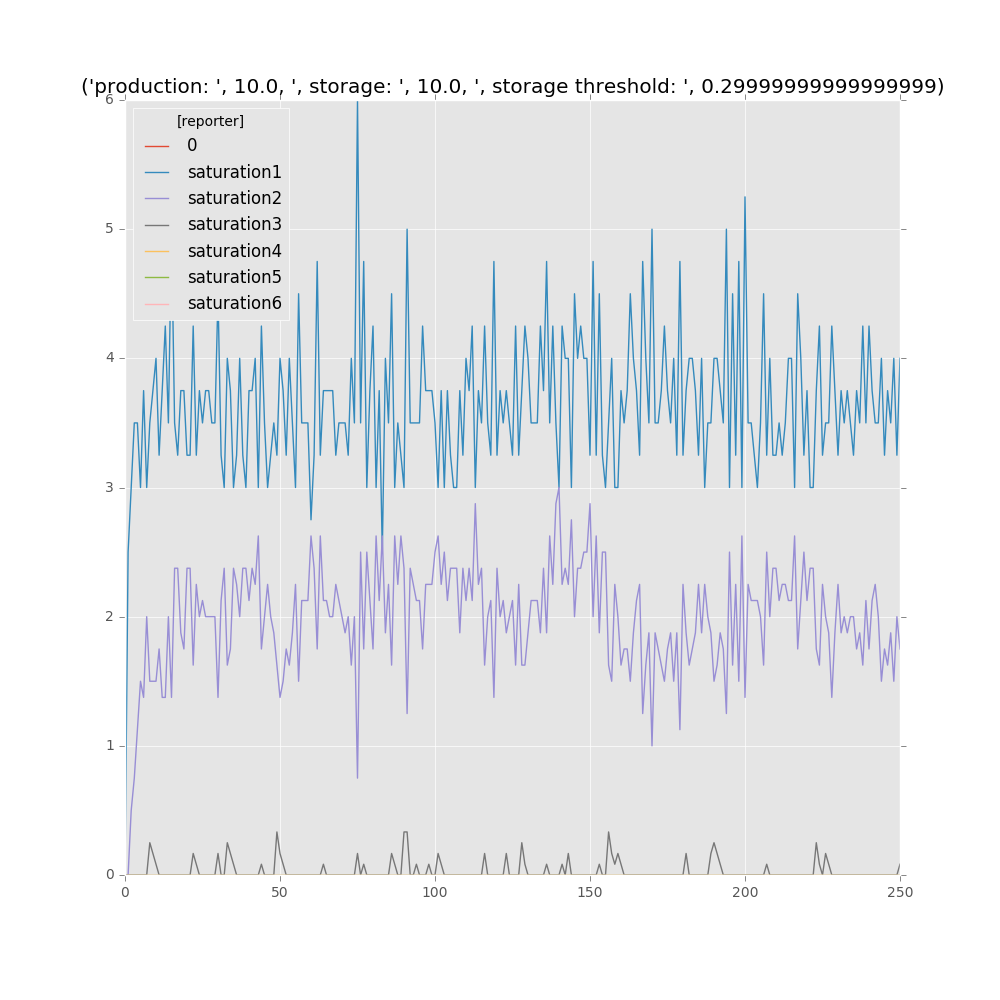 ('production: ', 10.0, ', storage: ', 10.0, ', storage threshold: ', 0.29999999999999999)
6
5
4
3
2
1
0
[reporter]
0
saturation1
saturation2
saturation3
saturation4
saturation5
saturation6
0 50 100 150 200 250